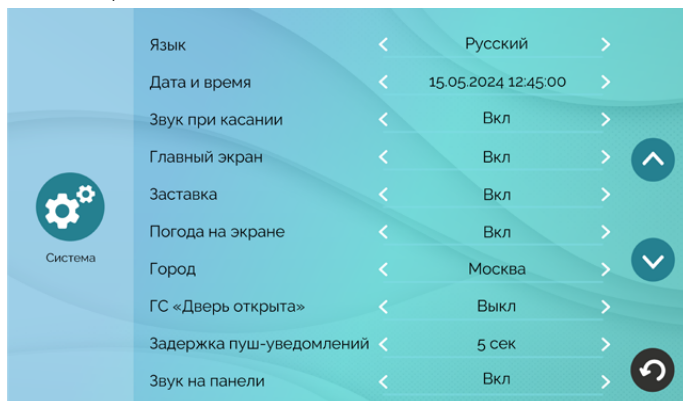 Язык Русский
Дата и время 15.05.2024 12:45:00
Звук при касании Вкл
Главный экран Вкл
Заставка Вкл
Погода на экране Вкл
Система
Город Москва
ГС «Дверь открыта» Выкл
Задержка пуш-уведомлений 5 сек
Звук на панели Вкл